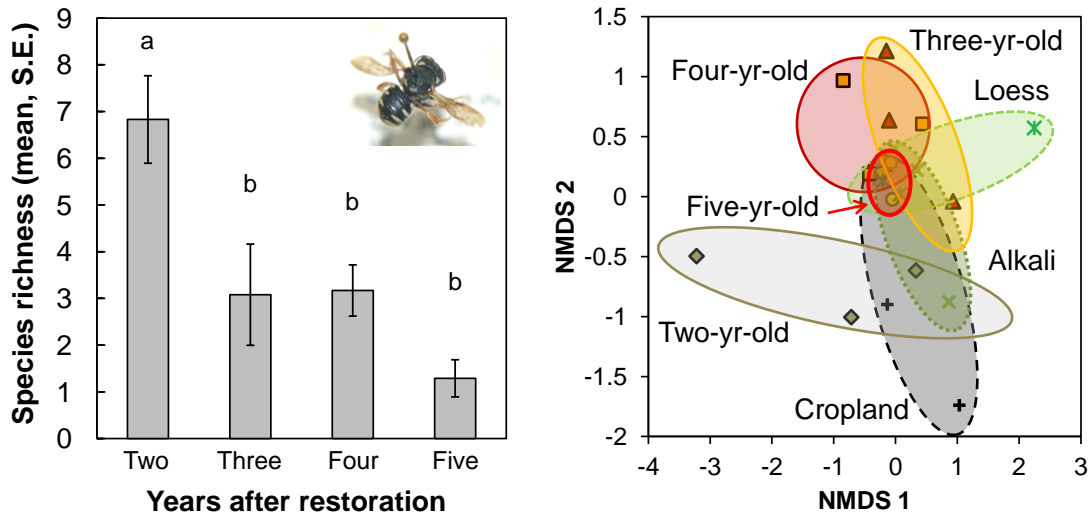 Species richness (mean, S.E.)
9
8
7
6
5
4
3
2
1
0
a
b
b
b
Two Three Four Five
Years after restoration
NMDS 2
1.5
1
0.5
0
-0.5
-1
-1.5
-2
Three-yr-old
Four-yr-old
Loess
Five-yr-old
Alkali
Two-yr-old
Cropland
-4 -3 -2 -1 0 1 2 3
NMDS 1